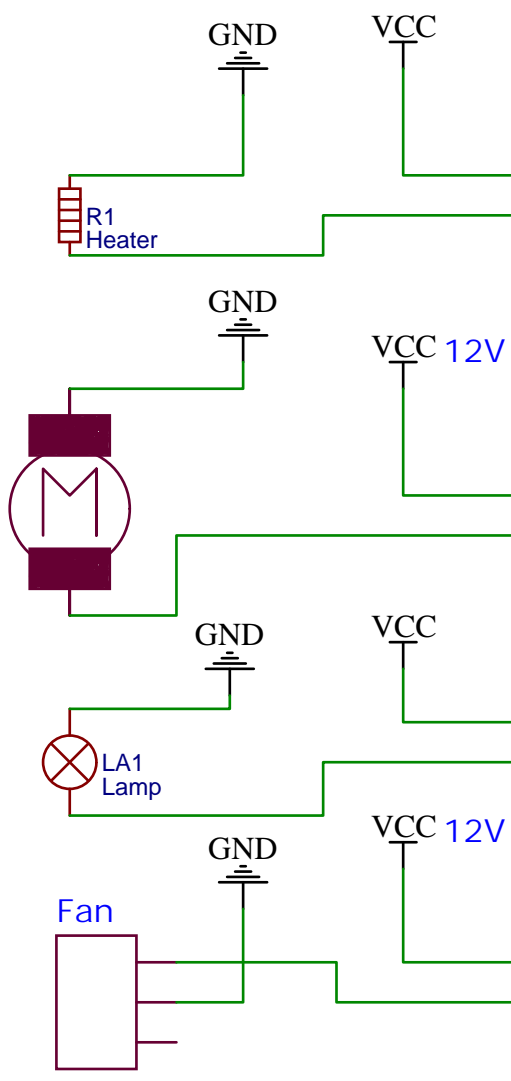 GND
VCC
R1
Heater
GND
VCC 12V
M
GND
VCC
LA1
Lamp
GND
VCC 12V
Fan